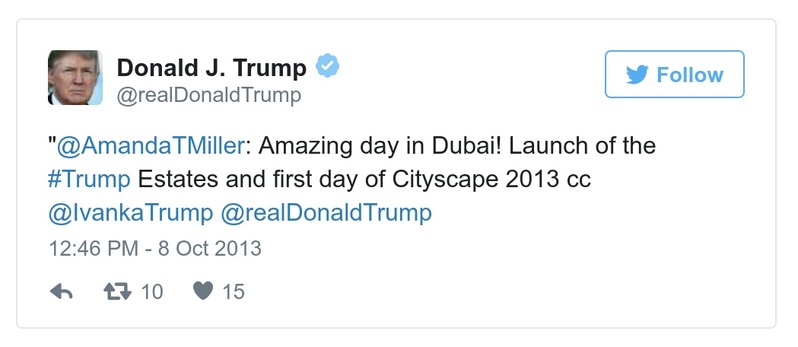 Donald J. Trump
@realDonaldTrump
Follow
"@AmandaTMiller: Amazing day in Dubai! Launch of the
#Trump Estates and first day of Cityscape 2013 cc
@IvankaTrump @realDonaldTrump
12:46 PM - 8 Oct 2013
10 15